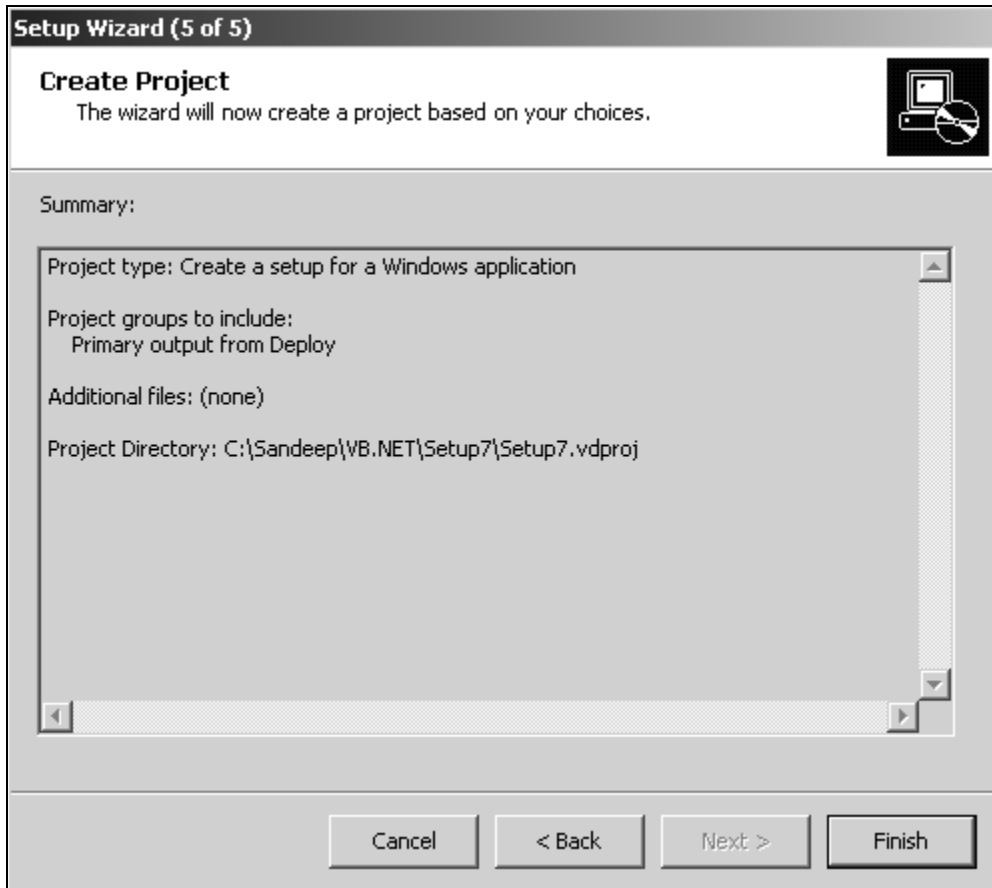 Setup Wizard (5 of 5)
Create Project
The wizard will now create a project based on your choices.
Summary:
Project type: Create a setup for a Windows application
Project groups to include:
Primary output from Deploy
Additional files: (none)
Project Directory: C:\Sandeep\VB.NET\Setup7\Setup7.vdproj
Cancel < Back Next > Finish